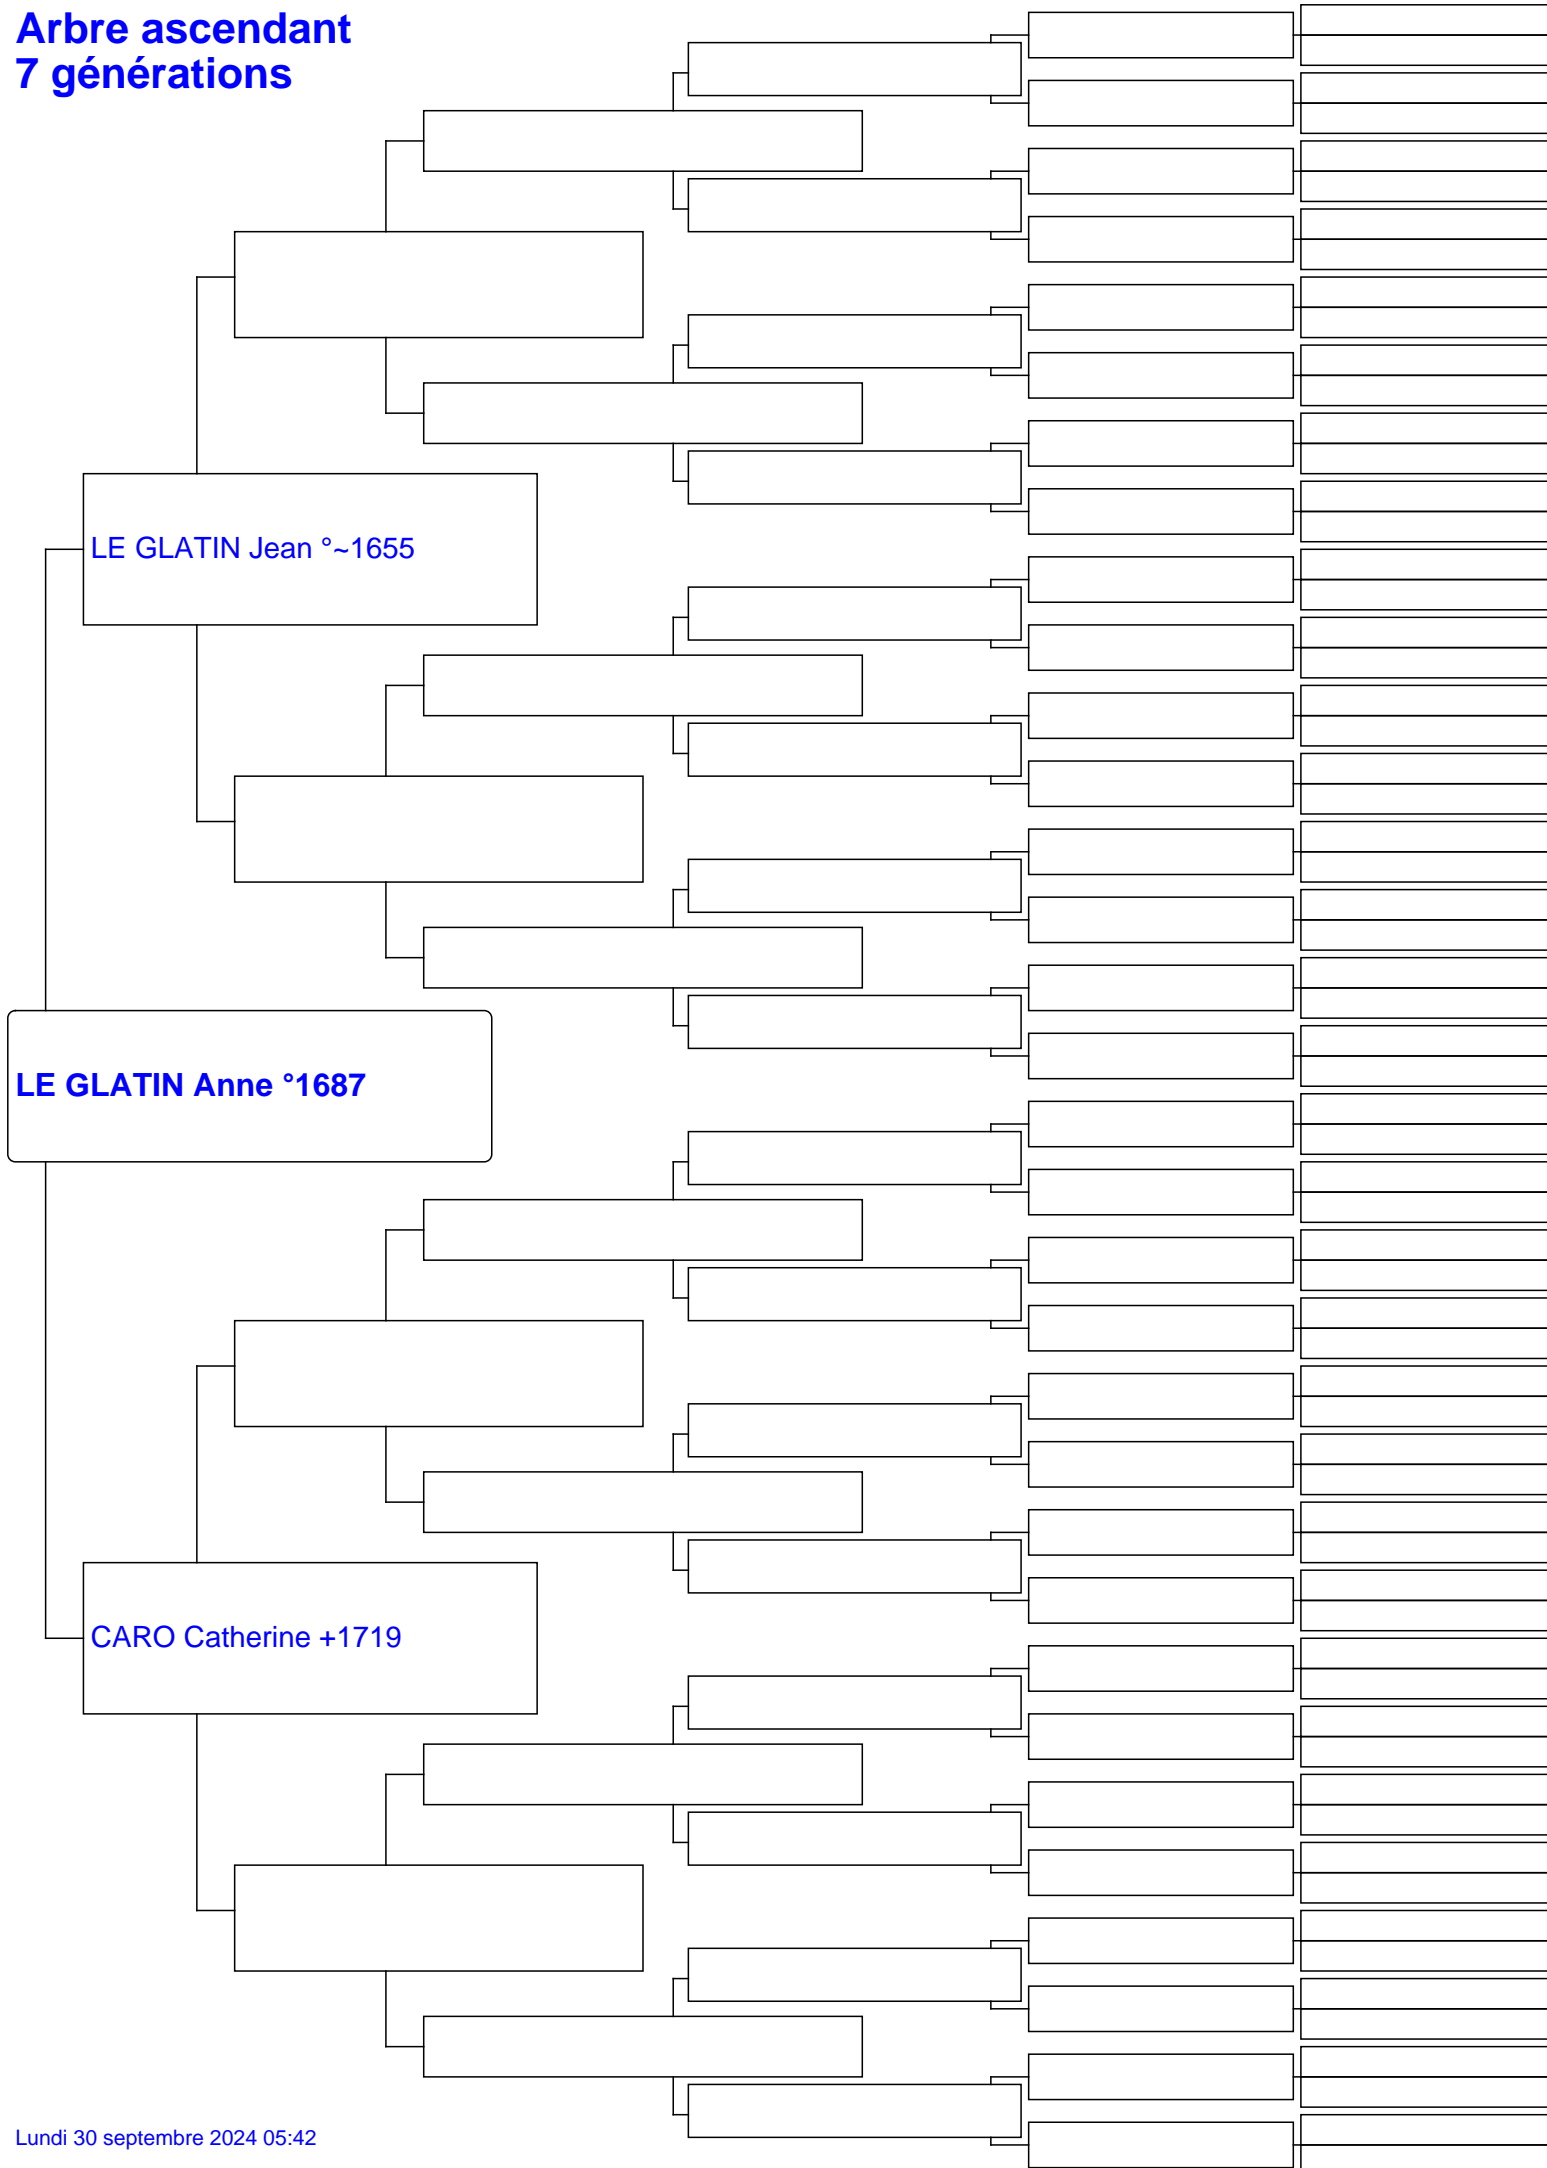 Arbre ascendant
7 générations
LE GLATIN Jean °~1655
LE GLATIN Anne °1687
CARO Catherine +1719
Lundi 30 septembre 2024 05:42